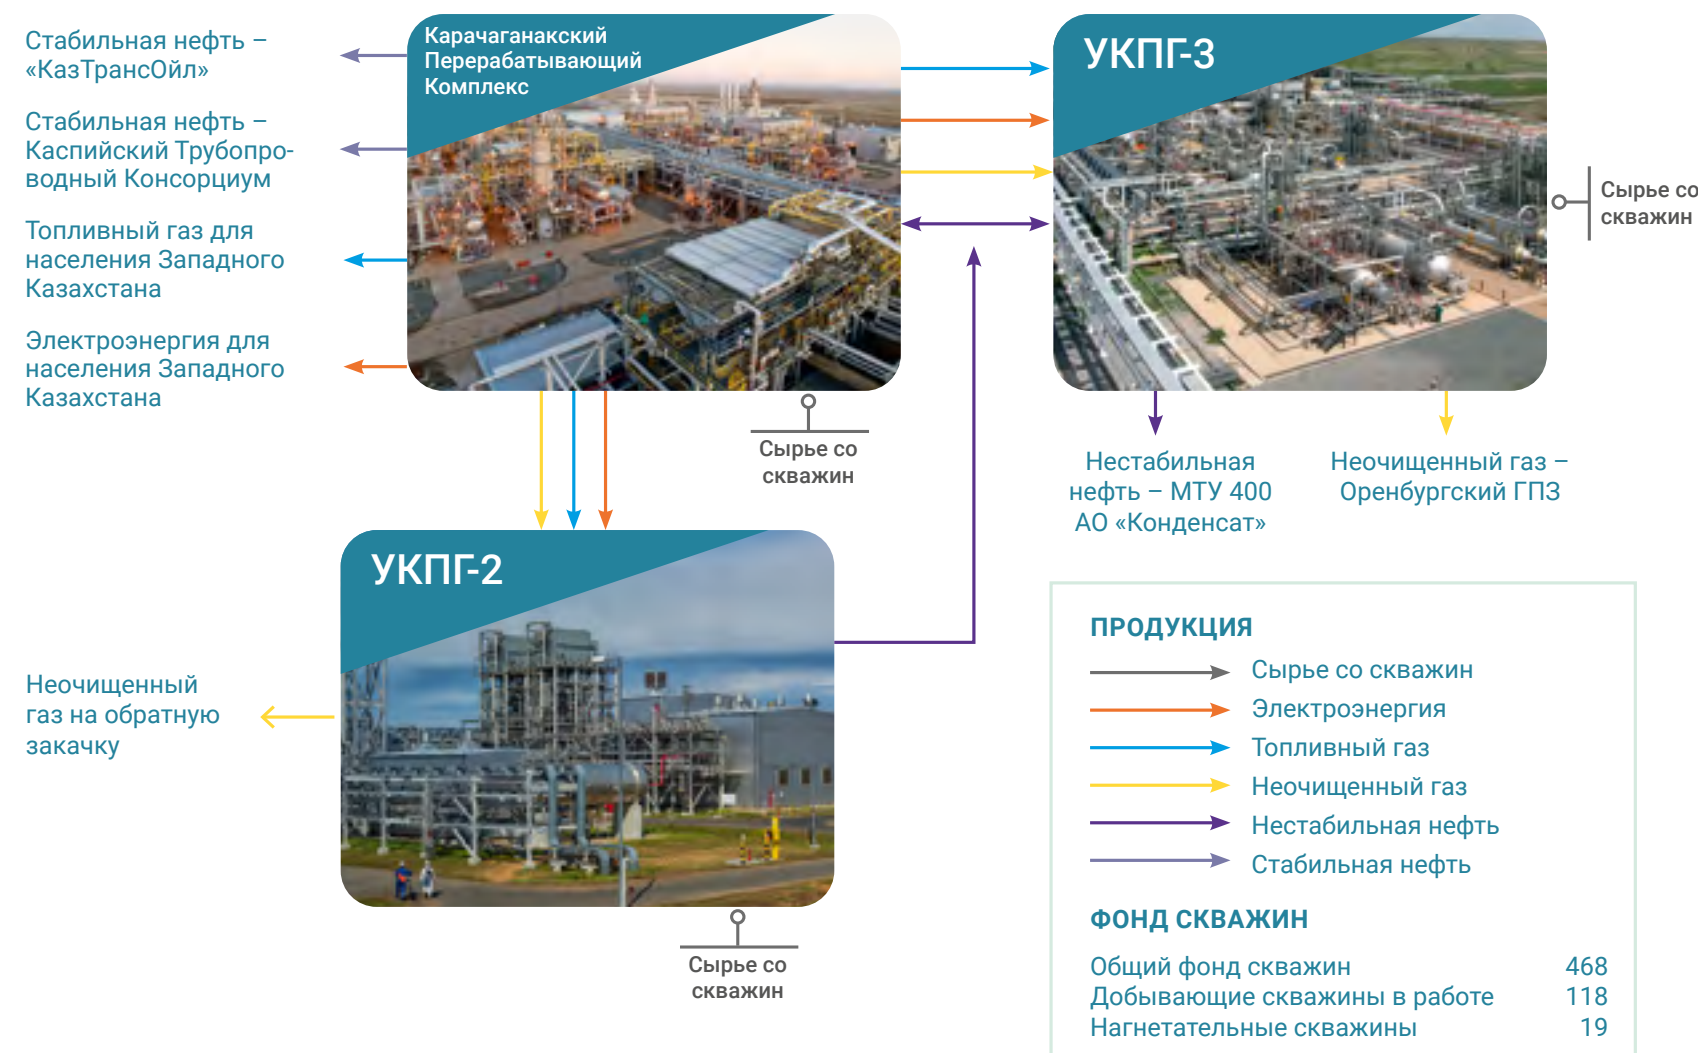 Стабильная нефть –
«КазТрансОйл»
Стабильная нефть –
Каспийский Трубопро-
водный Консорциум
Топливный газ для
населения Западного
Казахстана
Электроэнергия для
населения Западного
Казахстана
Карачаганакский
Перерабатывающий
Комплекс
УКПГ-3
Сырье со
скважин
Сырье со
скважин
Нестабильная
нефть – МТУ 400
АО «Конденсат»
Неочищенный газ –
Оренбургский ГПЗ
УКПГ-2
Неочищенный
газ на обратную
закачку
Сырье со
скважин
ПРОДУКЦИЯ
Сырье со скважин
Электроэнергия
Топливный газ
Неочищенный газ
Нестабильная нефть
Стабильная нефть
ФОНД СКВАЖИН
Общий фонд скважин 468
Добывающие скважины в работе 118
Нагнетательные скважины 19